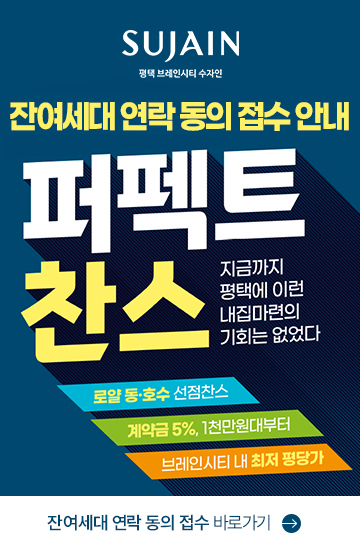 SUJAIN
평택 브레인시티 수자인
잔여세대 연락 동의 접수 안내
퍼펙트
찬스
지금까지
평택에 이런
내집마련의
기회는 없었다
로얄 동·호수 선점찬스
계약금 5%, 1천만원대부터
브레인시티 내 최저 평당가
잔여세대 연락 동의 접수 바로가기